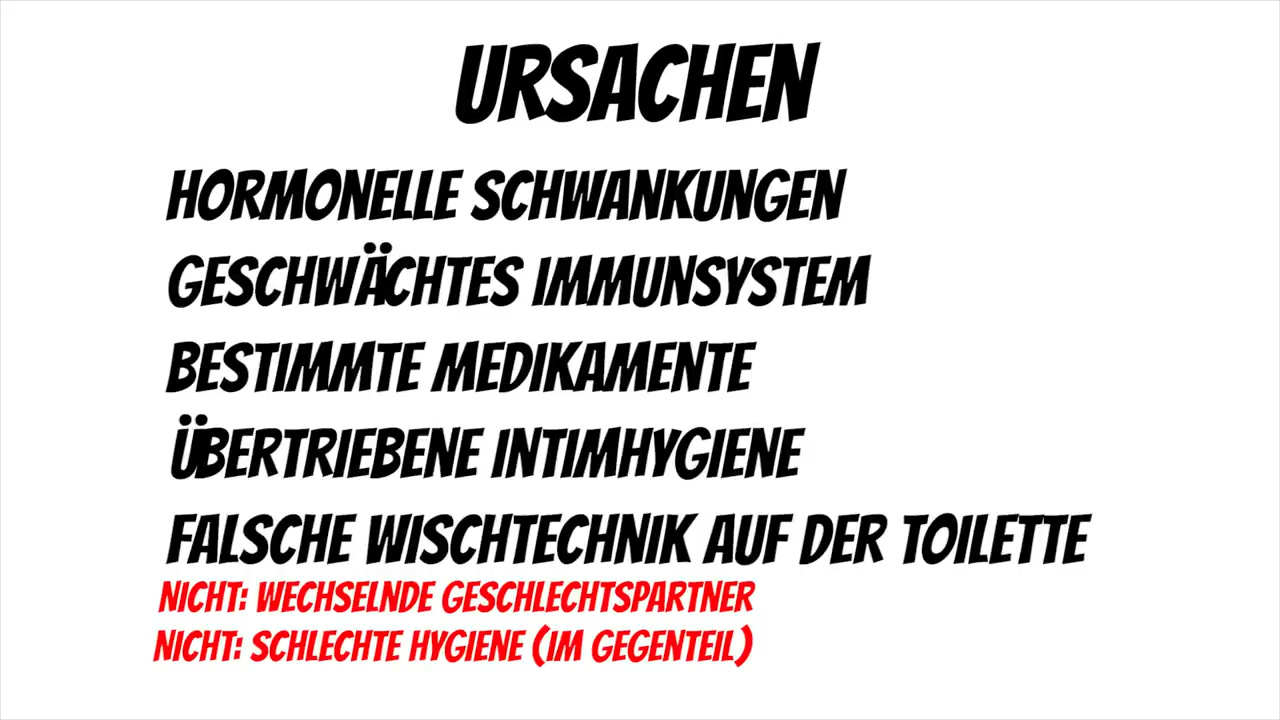 URSACHEN
HORMONELLE SCHWANKUNGEN
GESCHWÄCHTES IMMUNSYSTEM
BESTIMMTE MEDIKAMENTE
ÜBERTRIEBENE INTIMHYGIENE
FALSCHE WISCHTECHNIK AUF DER TOILETTE
NICHT: WECHSELNDE GESCHLECHTSPARTNER
NICHT: SCHLECHTE HYGIENE (IM GEGENTEIL)